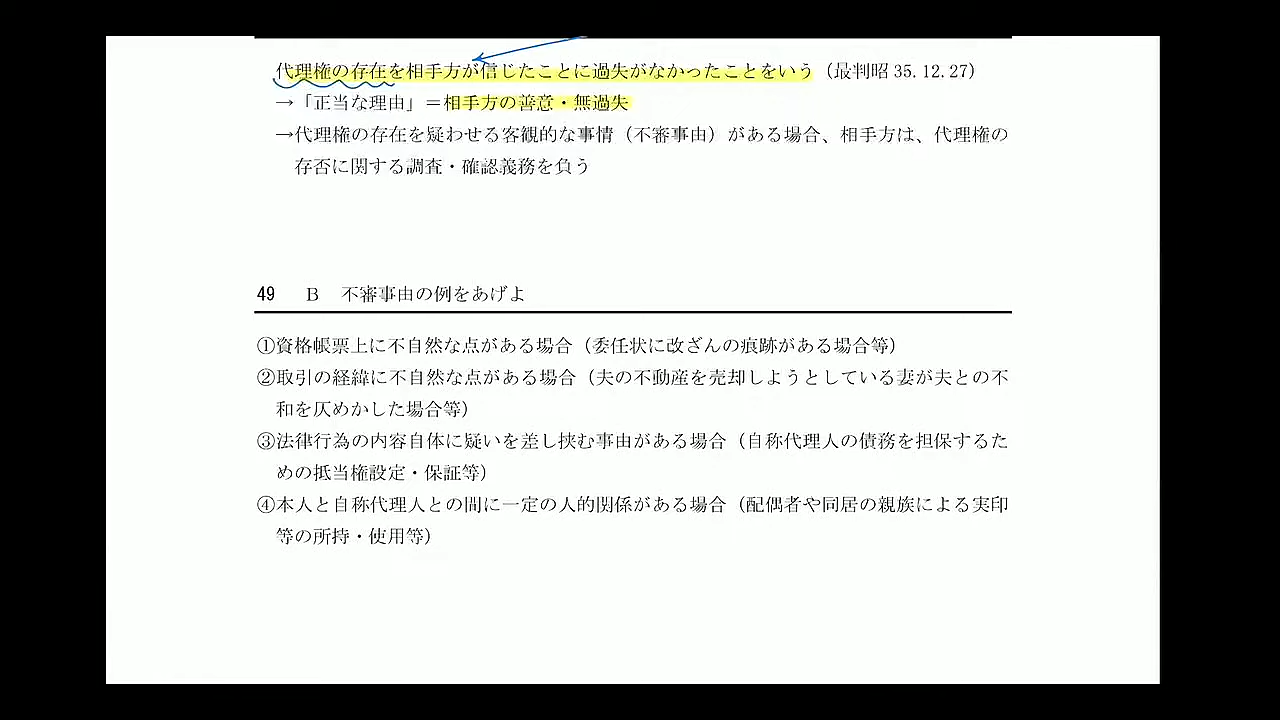 代理権の存在を相手方が信じたことに過失がなかったことをいう（最判昭 35.12.27）
→「正当な理由」＝相手方の善意・無過失
→代理権の存在を疑わせる客観的な事情（不審事由）がある場合、相手方は、代理権の
存否に関する調査・確認義務を負う
49 B 不審事由の例をあげよ
①資格帳票上に不自然な点がある場合（委任状に改ざんの痕跡がある場合等）
②取引の経緯に不自然な点がある場合（夫の不動産を売却しようとしている妻が夫との不
和を仄めかした場合等）
③法律行為の内容自体に疑いを差し挟む事由がある場合（自称代理人の債務を担保するた
めの抵当権設定・保証等）
④本人と自称代理人との間に一定の人的関係がある場合（配偶者や同居の親族による実印
等の所持・使用等）